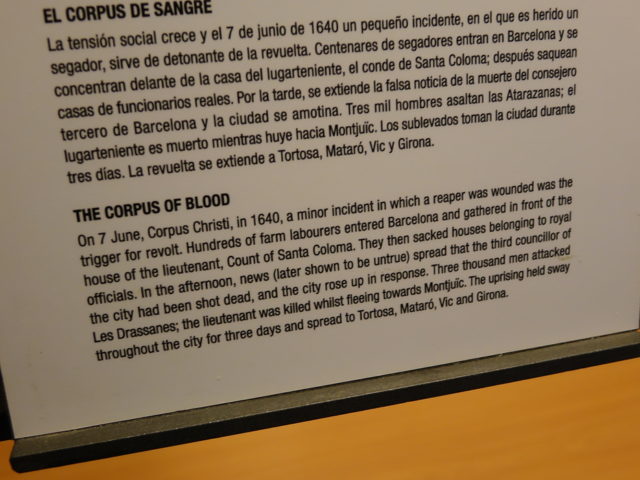 EL CORPUS DE SANGRE
La tensión social crece y el 7 de junio de 1640 un pequeño incidente, en el que es herido un
segador, sirve de detonante de la revuelta. Centenares de segadores entran en Barcelona y se
concentran delante de la casa del lugarteniente, el conde de Santa Coloma; después saquean
casas de funcionarios reales. Por la tarde, se extiende la falsa noticia de la muerte del consejero
tercero de Barcelona y la ciudad se amotina. Tres mil hombres asaltan las Atarazanas; el
lugarteniente es muerto mientras huye hacia Montjuïc. Los sublevados toman la ciudad durante
tres días. La revuelta se extiende a Tortosa, Mataró, Vic y Girona.
THE CORPUS OF BLOOD
On 7 June, Corpus Christi, in 1640, a minor incident in which a reaper was wounded was the
trigger for revolt. Hundreds of farm labourers entered Barcelona and gathered in front of the
house of the lieutenant, Count of Santa Coloma. They then sacked houses belonging to royal
officials. In the afternoon, news (later shown to be untrue) spread that the third councillor of
the city had been shot dead, and the city rose up in response. Three thousand men attacked
Les Drassanes; the lieutenant was killed whilst fleeing towards Montjuïc. The uprising held sway
throughout the city for three days and spread to Tortosa, Mataró, Vic and Girona.